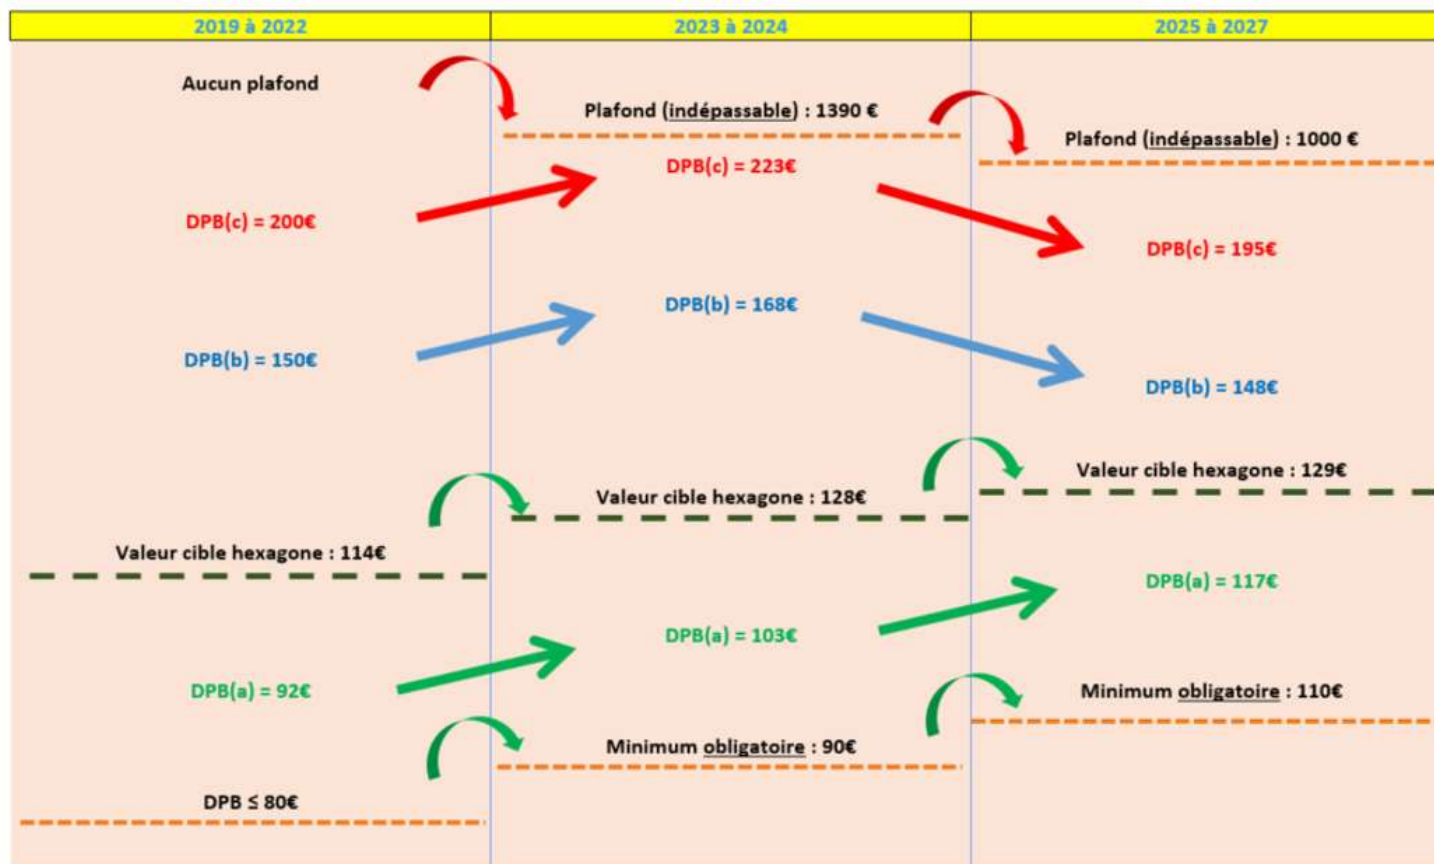 2019 à 2022
2023 à 2024
2025 à 2027
Aucun plafond
Plafond (indépassable) : 1390 €
Plafond (indépassable) : 1000 €
DPB(c) = 200€
DPB(c) = 223€
DPB(c) = 195€
DPB(b) = 150€
DPB(b) = 168€
DPB(b) = 148€
Valeur cible hexagone : 114€
Valeur cible hexagone : 128€
Valeur cible hexagone : 129€
DPB(a) = 92€
DPB(a) = 103€
DPB(a) = 117€
DPB ≤ 80€
Minimum obligatoire : 90€
Minimum obligatoire : 110€